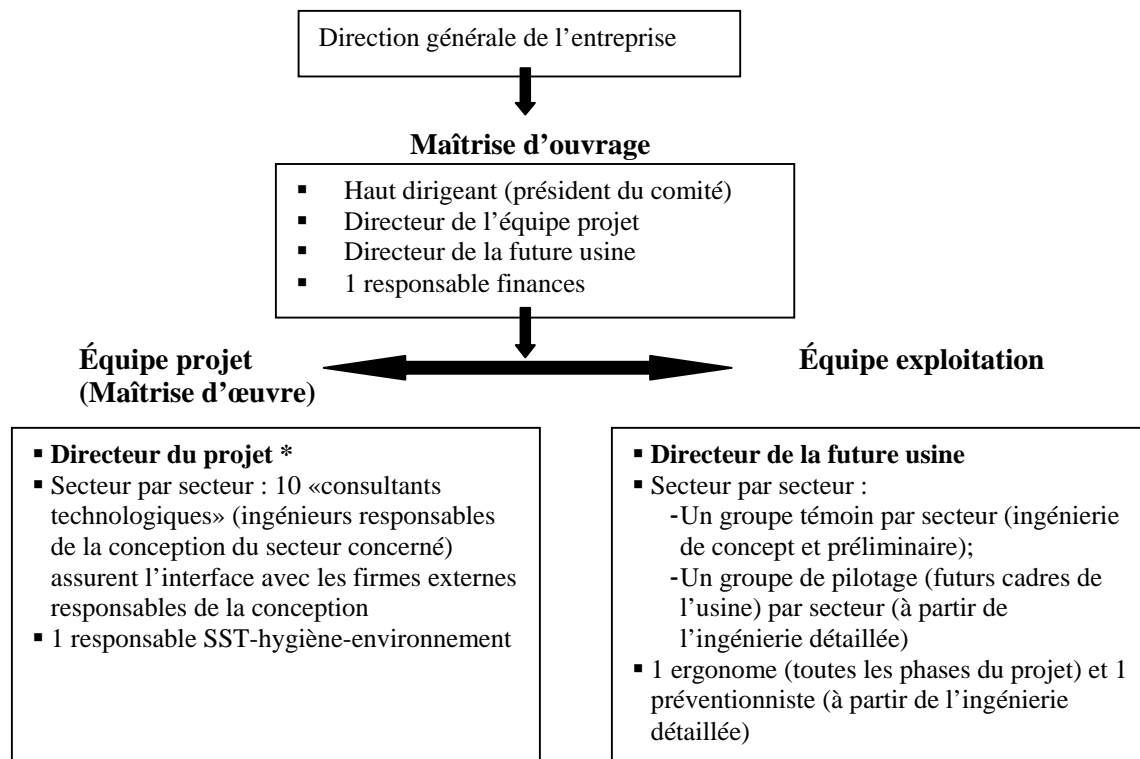 Direction générale de l’entreprise
Maîtrise d’ouvrage
▪ Haut dirigeant (président du comité)
▪ Directeur de l’équipe projet
▪ Directeur de la future usine
▪ 1 responsable finances
Équipe projet
(Maîtrise d’œuvre)
Équipe exploitation
▪ Directeur du projet *
▪ Secteur par secteur : 10 «consultants
technologiques» (ingénieurs responsables
de la conception du secteur concerné)
assurent l’interface avec les firmes externes
responsables de la conception
▪ 1 responsable SST-hygiène-environnement
▪ Directeur de la future usine
▪ Secteur par secteur :
-Un groupe témoin par secteur (ingénierie
de concept et préliminaire);
-Un groupe de pilotage (futurs cadres de
l’usine) par secteur (à partir de
l’ingénierie détaillée)
▪ 1 ergonome (toutes les phases du projet) et 1
préventionniste (à partir de l’ingénierie
détaillée)